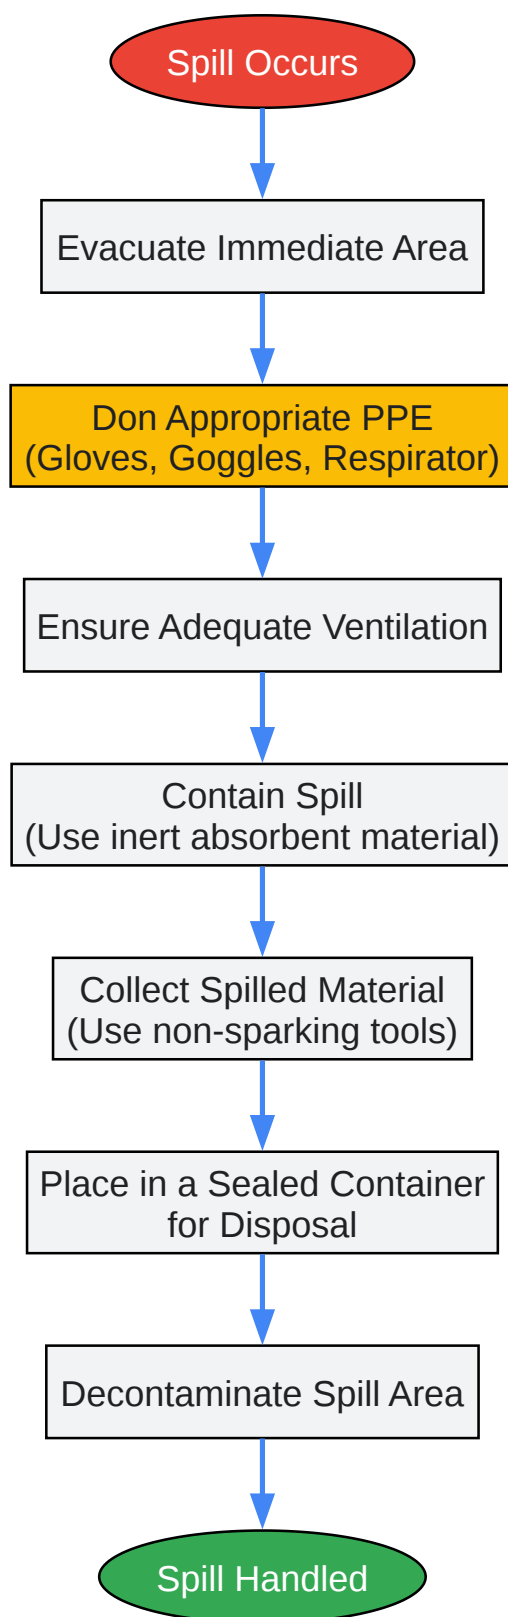 Spill Occurs
Evacuate Immediate Area
Don Appropriate PPE
(Gloves, Goggles, Respirator)
Ensure Adequate Ventilation
Contain Spill
(Use inert absorbent material)
Collect Spilled Material
(Use non-sparking tools)
Place in a Sealed Container
for Disposal
Decontaminate Spill Area
Spill Handled